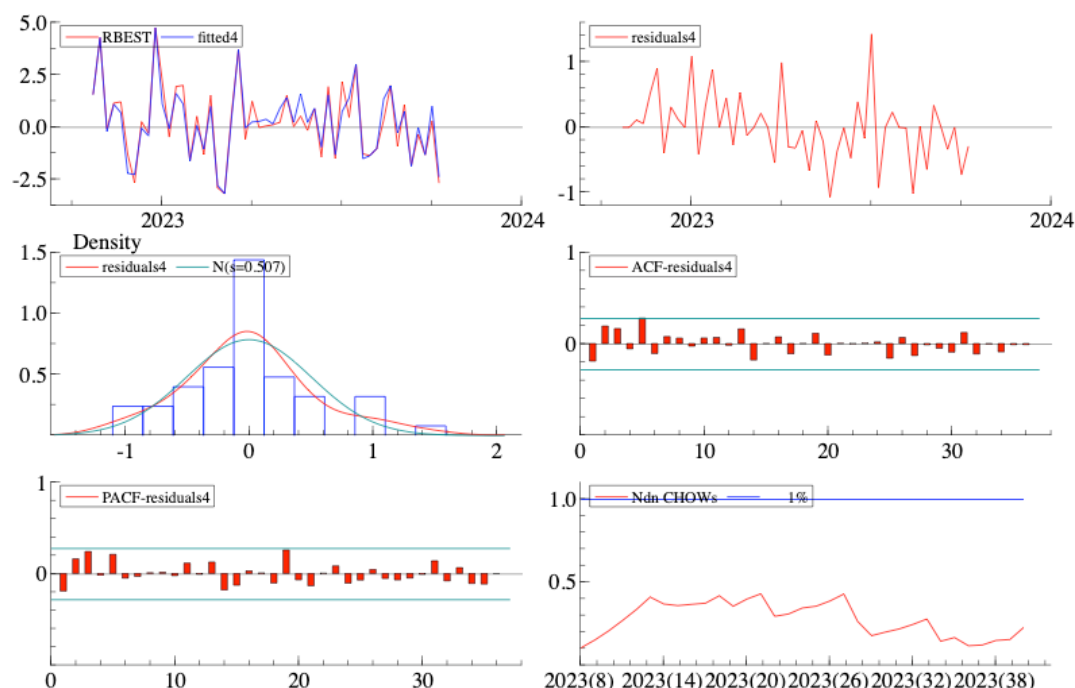 5.0
RBEST fitted4
2.5
0.0
-2.5
2023 2024
residuals4
1
0
-1
2023 2024
Density
1.5
residuals4 N(s=0.507)
1.0
0.5
-1 0 1 2
1
ACF-residuals4
0
0 10 20 30
1
PACF-residuals4
0
0 10 20 30
1.0
Ndn CHOWs 1%
0.5
2023(8) 2023(14) 2023(20) 2023(26) 2023(32) 2023(38)